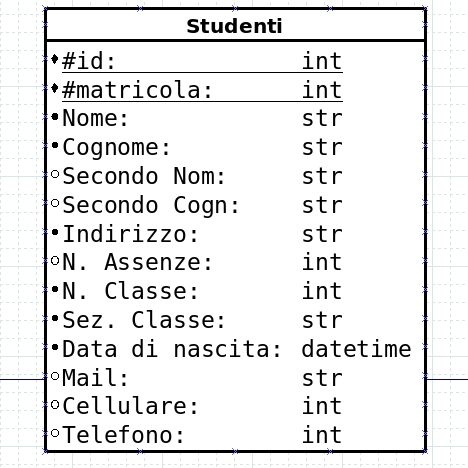 Studenti
#id: int
#matricola: int
Nome: str
Cognome: str
Secondo Nom: str
Secondo Cogn: str
Indirizzo: str
N. Assenze: int
N. Classe: int
Sez. Classe: str
Data di nascita: datetime
Mail: str
Cellulare: int
Telefono: int